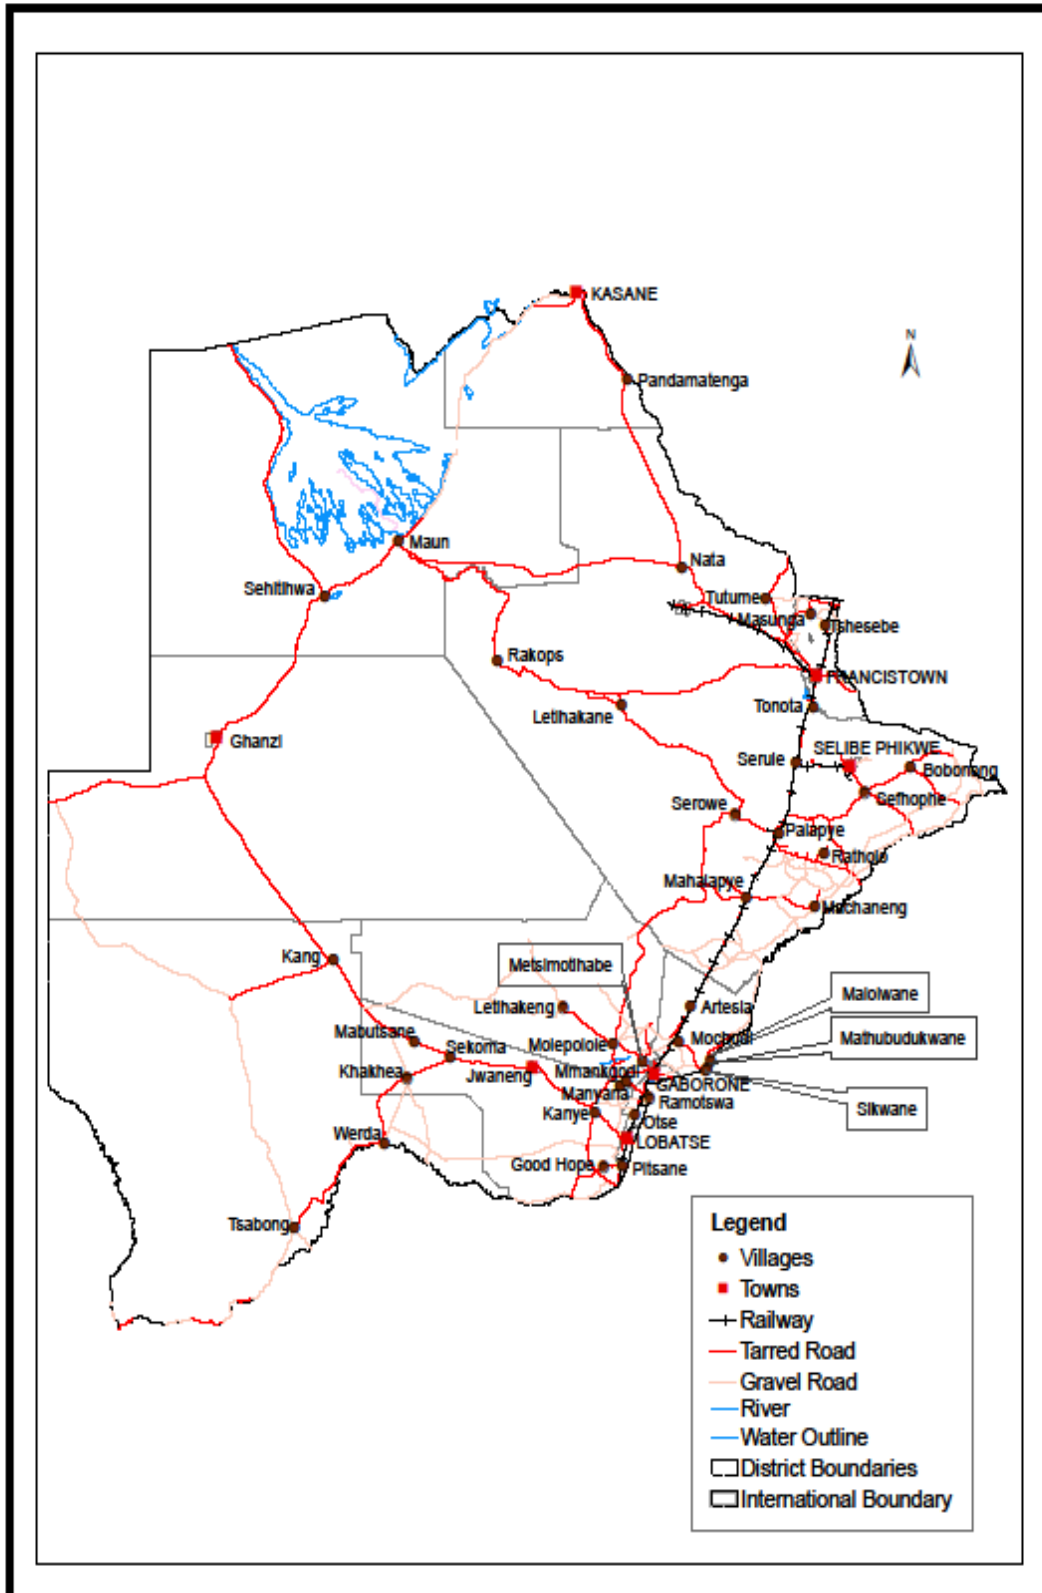 KASANE
N
Pandamatenga
Maun
Nata
Sehitlhwa
Tutume
Masunga
Tshesebe
Rakops
FRANCISTOWN
Letlhakane
Tonota
Ghanzi
SELIBE PHIKWE
Serule
Bobonong
Sefhophe
Serowe
Palapye
Ratholo
Mahalapye
Machaneng
Kang
Metsimotlhabe
Malolwane
Letlhakeng
Artesia
Mabutsane
Mochudi
Mathubudukwane
Molepolole
Sekoma
Khakhea
Jwaneng
Mmankgodi
GABORONE
Manyana
Ramotswa
Sikwane
Kanye
Otse
Werda
LOBATSE
Good Hope
Pitsane
Tsabong
Legend
Villages
Towns
Railway
Tarred Road
Gravel Road
River
Water Outline
District Boundaries
International Boundary